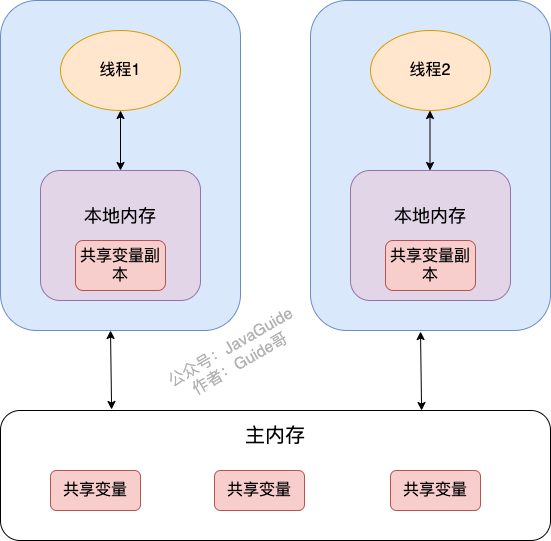 线程1
线程2
本地内存
本地内存
共享变量副
本
共享变量副
本
公众号：JavaGuide
作者：Guide哥
主内存
共享变量
共享变量
共享变量